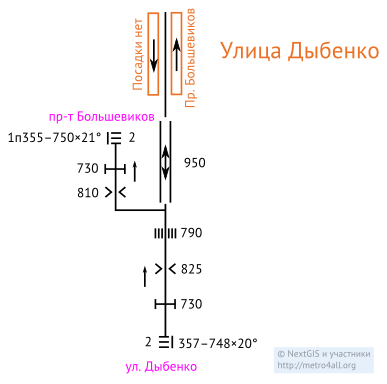 Посадки нет
Пр. Большевиков
Улица Дыбенко
пр-т Большевиков
1п355–750×21° 2
730
810
950
790
825
730
2 357–748×20°
ул. Дыбенко
© NextGIS и участники
http://metro4all.org